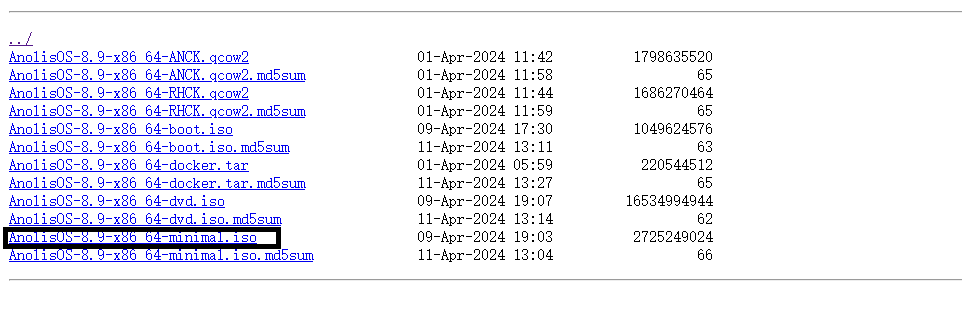 ../
AnolisOS-8.9-x86_64-ANCK.qcow2 01-Apr-2024 11:42 1798635520
AnolisOS-8.9-x86_64-ANCK.qcow2.md5sum 01-Apr-2024 11:58 65
AnolisOS-8.9-x86_64-RHCK.qcow2 01-Apr-2024 11:44 1686270464
AnolisOS-8.9-x86_64-RHCK.qcow2.md5sum 01-Apr-2024 11:59 65
AnolisOS-8.9-x86_64-boot.iso 09-Apr-2024 17:30 1049624576
AnolisOS-8.9-x86_64-boot.iso.md5sum 11-Apr-2024 13:11 63
AnolisOS-8.9-x86_64-docker.tar 01-Apr-2024 05:59 220544512
AnolisOS-8.9-x86_64-docker.tar.md5sum 11-Apr-2024 13:27 65
AnolisOS-8.9-x86_64-dvd.iso 09-Apr-2024 19:07 16534994944
AnolisOS-8.9-x86_64-dvd.iso.md5sum 11-Apr-2024 13:14 62
AnolisOS-8.9-x86_64-minimal.iso 09-Apr-2024 19:03 2725249024
AnolisOS-8.9-x86_64-minimal.iso.md5sum 11-Apr-2024 13:04 66